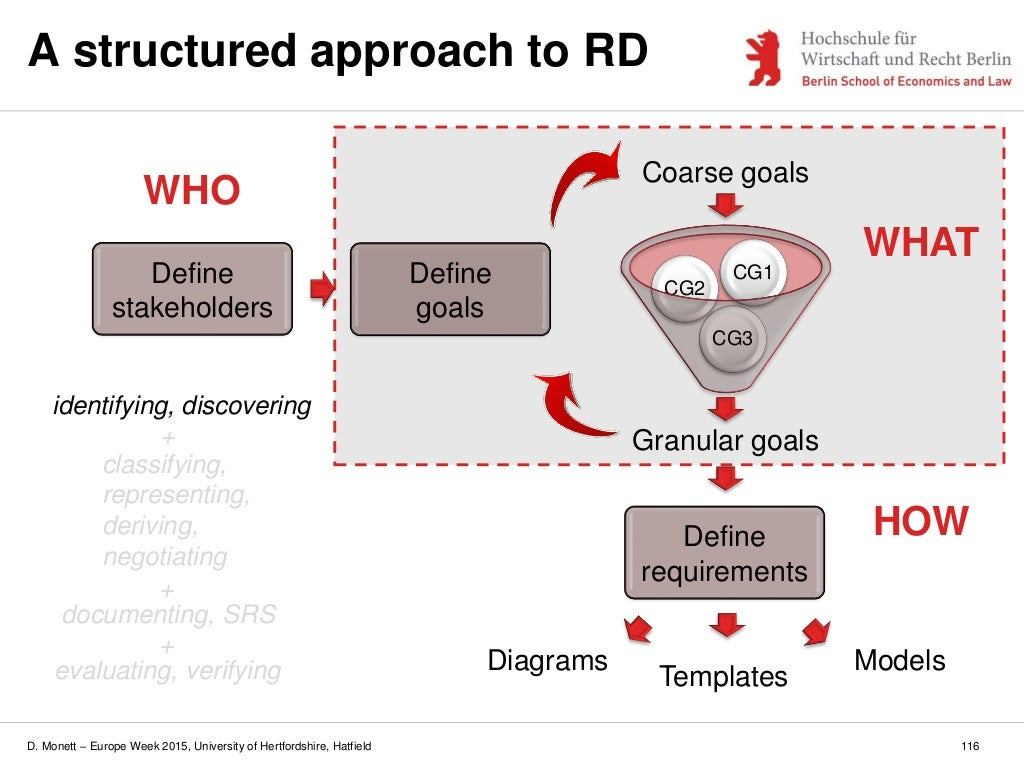 A structured approach to RD
Hochschule für
Wirtschaft und Recht Berlin
Berlin School of Economics and Law
WHO
Define
stakeholders
Define
goals
Coarse goals
WHAT
CG1
CG2
CG3
Granular goals
identifying, discovering
+
classifying,
representing,
deriving,
negotiating
+
documenting, SRS
+
evaluating, verifying
HOW
Define
requirements
Diagrams
Templates
Models
D. Monett – Europe Week 2015, University of Hertfordshire, Hatfield
116